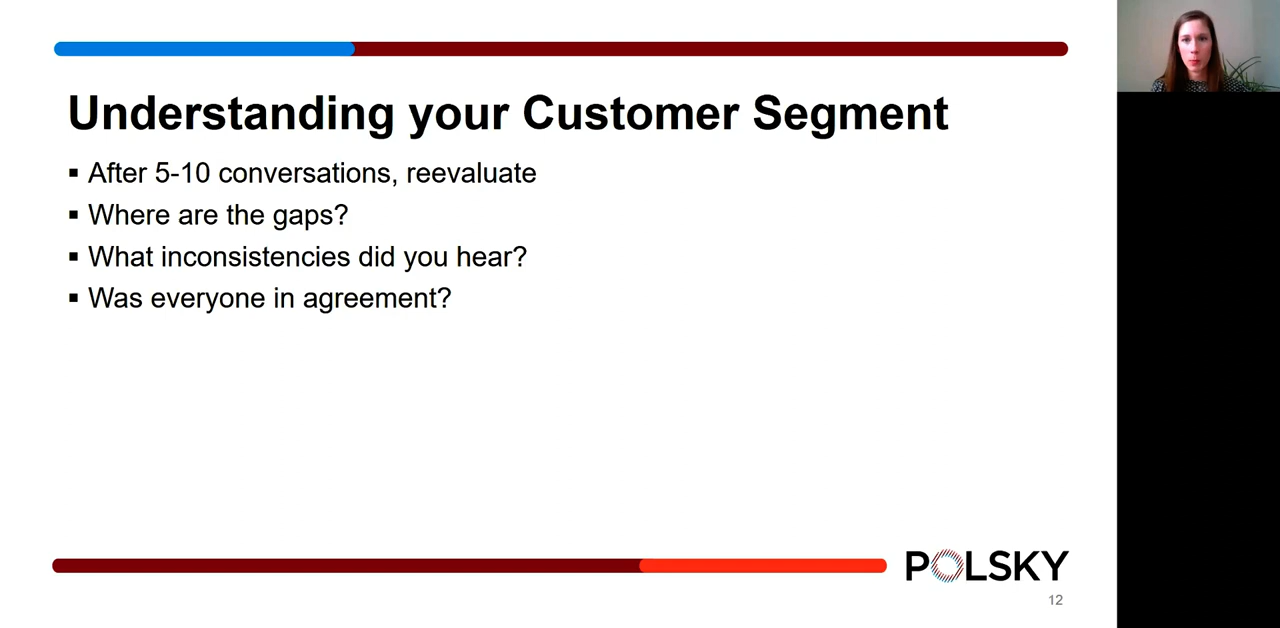 Understanding your Customer Segment
▪ After 5-10 conversations, reevaluate
▪ Where are the gaps?
▪ What inconsistencies did you hear?
▪ Was everyone in agreement?
POLSKY
12